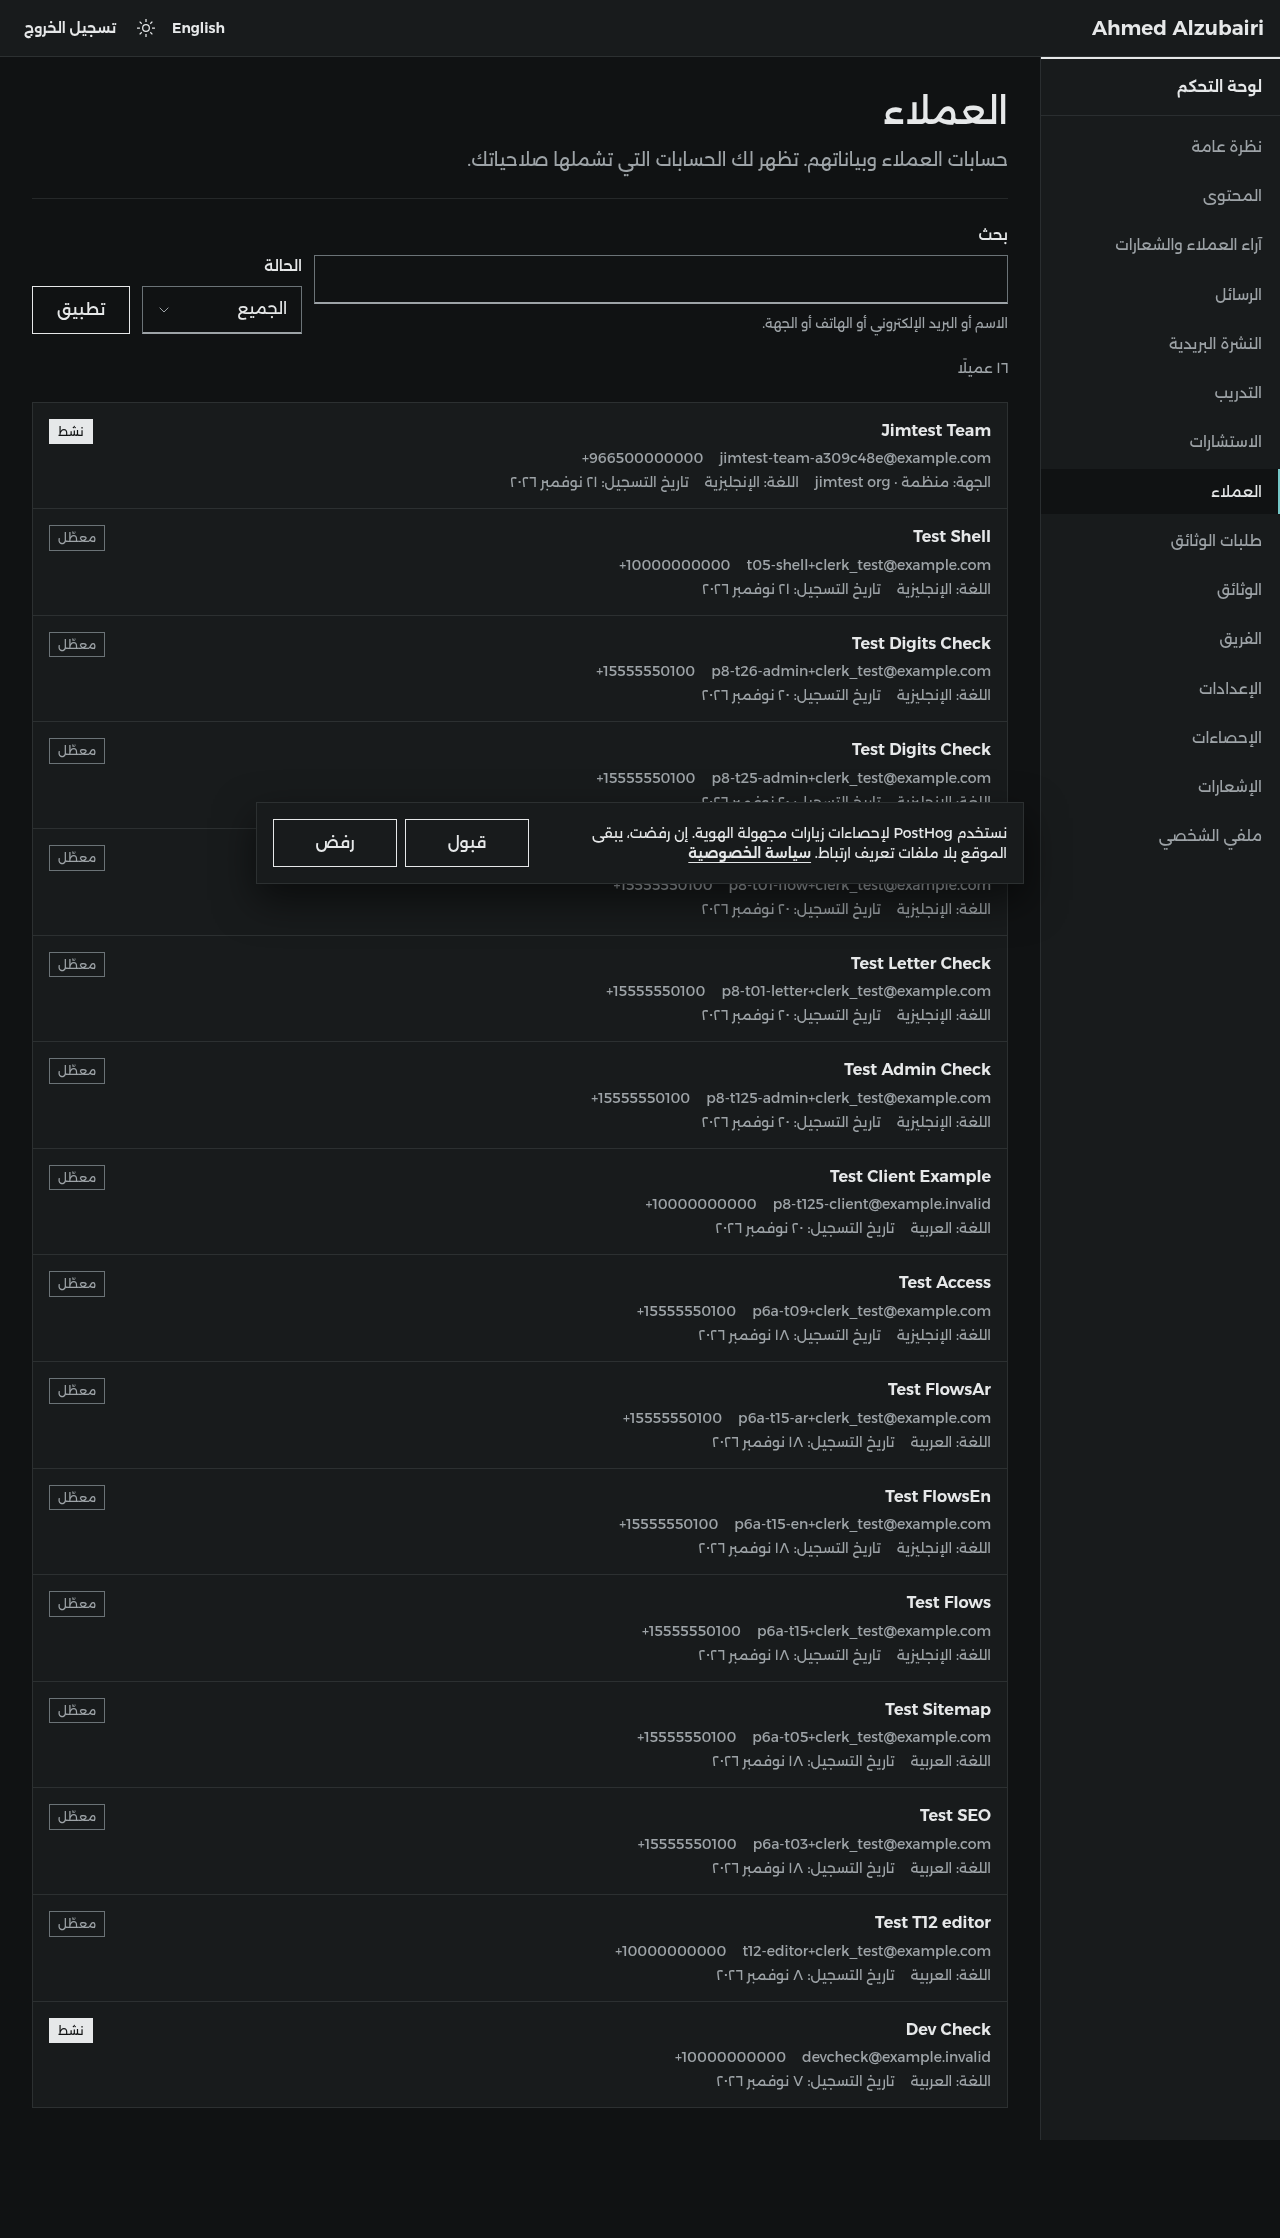 Ahmed Alzubairi
English
تسجيل الخروج
لوحة التحكم
نظرة عامة
المحتوى
آراء العملاء والشعارات
الرسائل
النشرة البريدية
التدريب
الاستشارات
العملاء
طلبات الوثائق
الوثائق
الفريق
الإعدادات
الإحصاءات
الإشعارات
ملفي الشخصي
العملاء
حسابات العملاء وبياناتهم. تظهر لك الحسابات التي تشملها صلاحياتك.
بحث
الاسم أو البريد الإلكتروني أو الهاتف أو الجهة.
الحالة
الجميع
تطبيق
١٦ عميلًا
Jimtest Team
نشط
jimtest-team-a309c48e@example.com +966500000000
الجهة: منظمة · jimtest org اللغة: الإنجليزية تاريخ التسجيل: ٢١ نوفمبر ٢٠٢٦
Test Shell
معطّل
t05-shell+clerk_test@example.com +10000000000
اللغة: الإنجليزية تاريخ التسجيل: ٢١ نوفمبر ٢٠٢٦
Test Digits Check
معطّل
p8-t26-admin+clerk_test@example.com +15555550100
اللغة: الإنجليزية تاريخ التسجيل: ٢٠ نوفمبر ٢٠٢٦
Test Digits Check
معطّل
p8-t25-admin+clerk_test@example.com +15555550100
اللغة: الإنجليزية تاريخ التسجيل: ٢٠ نوفمبر ٢٠٢٦
نستخدم PostHog لإحصاءات زيارات مجهولة الهوية. إن رفضت، يبقى
الموقع بلا ملفات تعريف ارتباط. سياسة الخصوصية
قبول
رفض
معطّل
p8-t01-flow+clerk_test@example.com +15555550100
اللغة: الإنجليزية تاريخ التسجيل: ٢٠ نوفمبر ٢٠٢٦
Test Letter Check
معطّل
p8-t01-letter+clerk_test@example.com +15555550100
اللغة: الإنجليزية تاريخ التسجيل: ٢٠ نوفمبر ٢٠٢٦
Test Admin Check
معطّل
p8-t125-admin+clerk_test@example.com +15555550100
اللغة: الإنجليزية تاريخ التسجيل: ٢٠ نوفمبر ٢٠٢٦
Test Client Example
معطّل
p8-t125-client@example.invalid +10000000000
اللغة: العربية تاريخ التسجيل: ٢٠ نوفمبر ٢٠٢٦
Test Access
معطّل
p6a-t09+clerk_test@example.com +15555550100
اللغة: الإنجليزية تاريخ التسجيل: ١٨ نوفمبر ٢٠٢٦
Test FlowsAr
معطّل
p6a-t15-ar+clerk_test@example.com +15555550100
اللغة: العربية تاريخ التسجيل: ١٨ نوفمبر ٢٠٢٦
Test FlowsEn
معطّل
p6a-t15-en+clerk_test@example.com +15555550100
اللغة: الإنجليزية تاريخ التسجيل: ١٨ نوفمبر ٢٠٢٦
Test Flows
معطّل
p6a-t15+clerk_test@example.com +15555550100
اللغة: الإنجليزية تاريخ التسجيل: ١٨ نوفمبر ٢٠٢٦
Test Sitemap
معطّل
p6a-t05+clerk_test@example.com +15555550100
اللغة: العربية تاريخ التسجيل: ١٨ نوفمبر ٢٠٢٦
Test SEO
معطّل
p6a-t03+clerk_test@example.com +15555550100
اللغة: العربية تاريخ التسجيل: ١٨ نوفمبر ٢٠٢٦
Test T12 editor
معطّل
t12-editor+clerk_test@example.com +10000000000
اللغة: العربية تاريخ التسجيل: ٨ نوفمبر ٢٠٢٦
Dev Check
نشط
devcheck@example.invalid +10000000000
اللغة: العربية تاريخ التسجيل: ٧ نوفمبر ٢٠٢٦